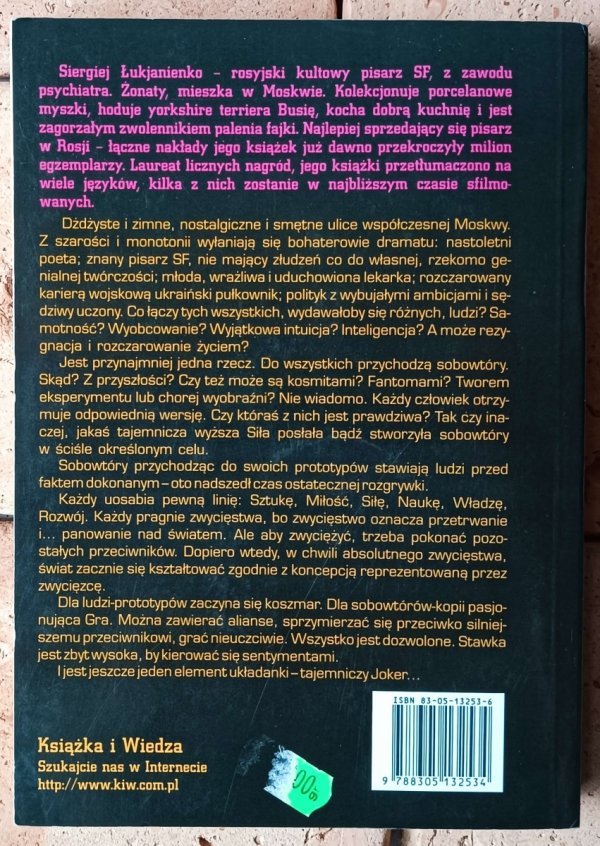 Siergiej Łukjanienko – rosyjski kultowy pisarz SF, z zawodu
psychiatra. Żonaty, mieszka w Moskwie. Kolekcjonuje porcelanowe
myszki, hoduje yorkshire terriera Busię, kocha dobrą kuchnię i jest
zagorzałym zwolennikiem palenia fajki. Najlepiej sprzedający się pisarz
w Rosji – łączne nakłady jego książek już dawno przekroczyły milion
egzemplarzy. Laureat licznych nagród, jego książki przetłumaczono na
wiele języków, kilka z nich zostanie w najbliższym czasie sfilmo-
wanych.
Dżdżyste i zimne, nostalgiczne i smętne ulice współczesnej Moskwy.
Z szarości i monotonii wyłaniają się bohaterowie dramatu: nastoletni
poeta; znany pisarz SF, nie mający złudzeń co do własnej, rzekomo ge-
nialnej twórczości; młoda, wrażliwa i uduchowiona lekarka; rozczarowany
karierą wojskową ukraiński pułkownik; polityk z wybujałymi ambicjami i sę-
dziwy uczony. Co łączy tych wszystkich, wydawałoby się różnych, ludzi? Sa-
motność? Wyobcowanie? Wyjątkowa intuicja? Inteligencja? A może rezy-
gnacja i rozczarowanie życiem?
Jest przynajmniej jedna rzecz. Do wszystkich przychodzą sobowtóry.
Skąd? Z przyszłości? Czy też może są kosmitami? Fantomami? Tworem
eksperymentu lub chorej wyobraźni? Nie wiadomo. Każdy człowiek otrzy-
muje odpowiednią wersję. Czy któraś z nich jest prawdziwa? Tak czy ina-
czej, jakaś tajemnicza wyższa Siła posłała bądź stworzyła sobowtóry
w ściśle określonym celu.
Sobowtóry przychodząc do swoich prototypów stawiają ludzi przed
faktem dokonanym – oto nadszedł czas ostatecznej rozgrywki.
Każdy uosabia pewną linię: Sztukę, Miłość, Siłę, Naukę, Władzę,
Rozwój. Każdy pragnie zwycięstwa, bo zwycięstwo oznacza przetrwanie
i... panowanie nad światem. Ale aby zwyciężyć, trzeba pokonać pozo-
stałych przeciwników. Dopiero wtedy, w chwili absolutnego zwycięstwa,
świat zacznie się kształtować zgodnie z koncepcją reprezentowaną przez
zwycięzcę.
Dla ludzi-prototypów zaczyna się koszmar. Dla sobowtórów-kopii pasjo-
nująca Gra. Można zawierać alianse, sprzymierzać się przeciwko silniej-
szemu przeciwnikowi, grać nieuczciwie. Wszystko jest dozwolone. Stawka
jest zbyt wysoka, by kierować się sentymentami.
I jest jeszcze jeden element układanki – tajemniczy Joker...
ISBN 83-05-13253-6
9 788305 132534
Książka i Wiedza
Szukajcie nas w Internecie
http://www.kiw.com.pl